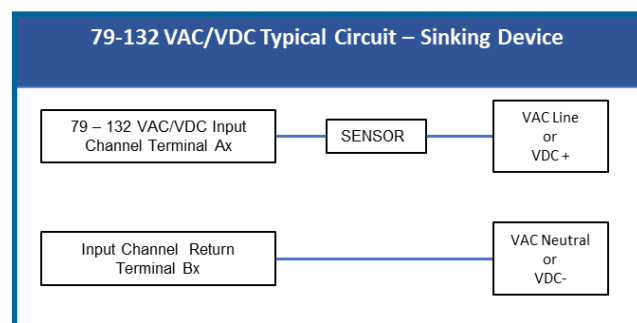 79-132 VAC/VDC Typical Circuit – Sinking Device
79 – 132 VAC/VDC Input
Channel Terminal Ax
SENSOR
VAC Line
or
VDC +
Input Channel Return
Terminal Bx
VAC Neutral
or
VDC-